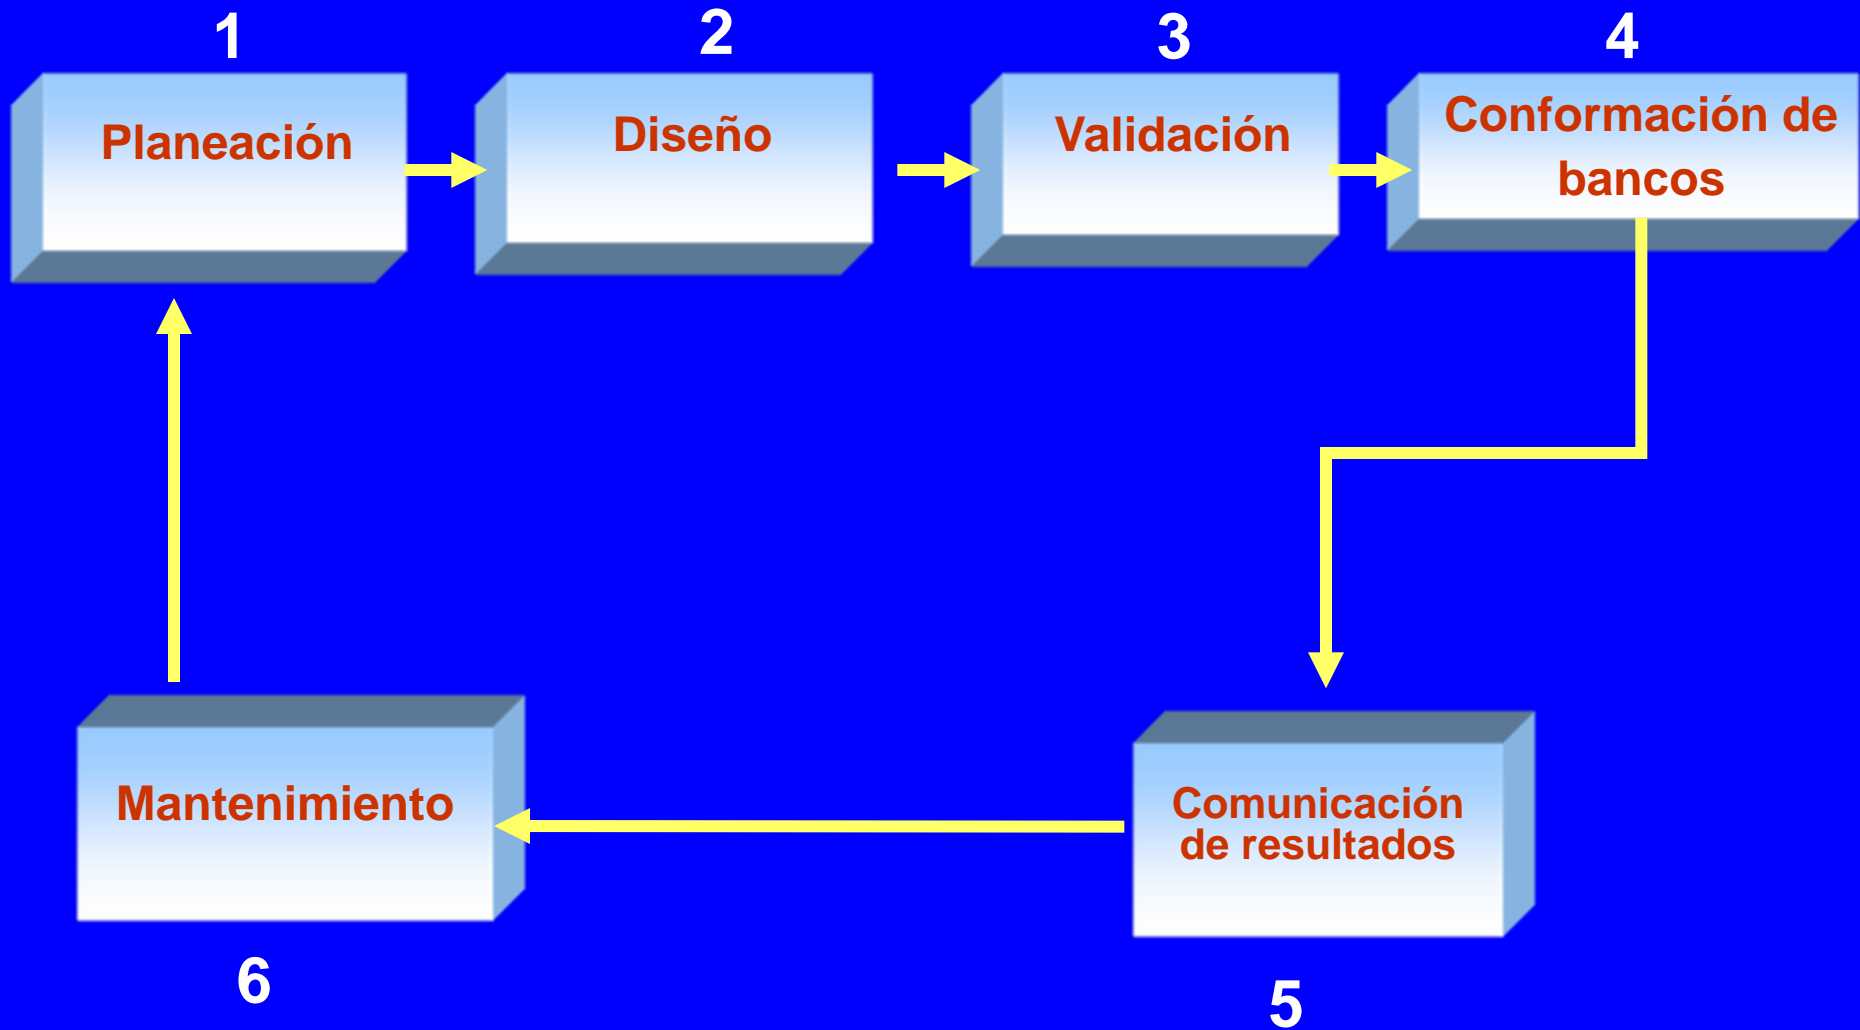 1
2
3
4
Planeación
Diseño
Validación
Conformación de
bancos
Mantenimiento
Comunicación
de resultados
6
5